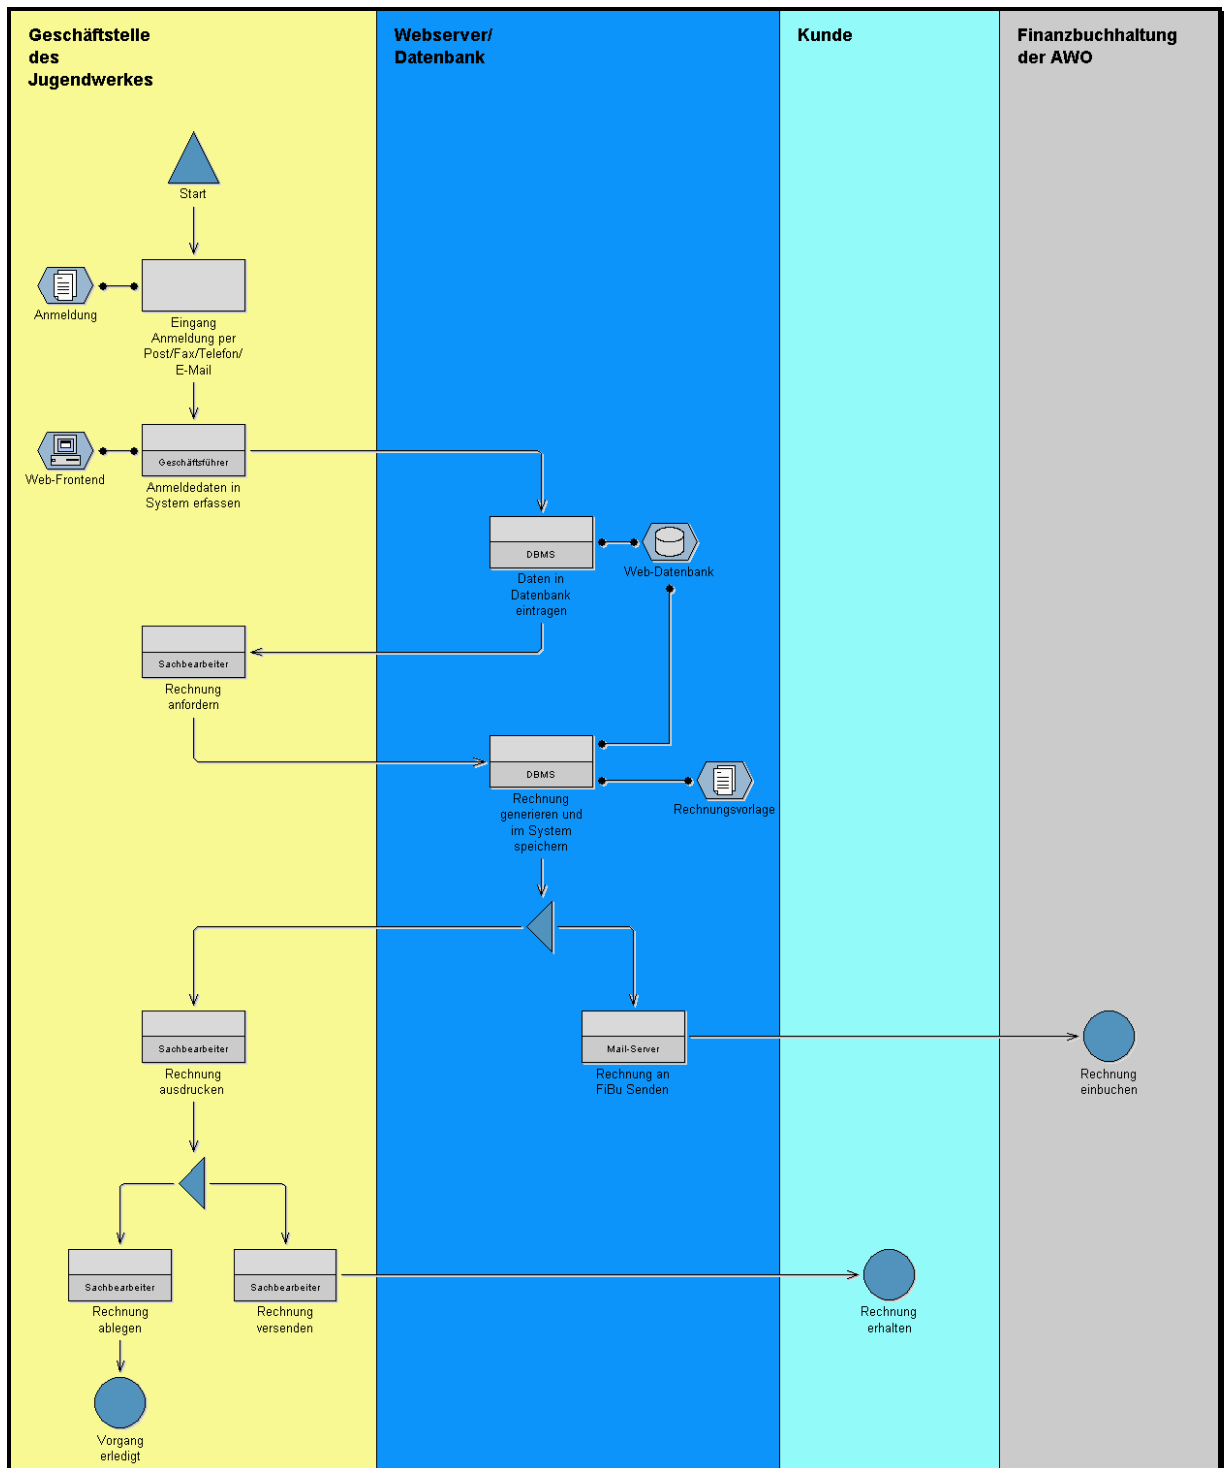 Geschäftstelle
des
Jugendwerkes
Webserver/
Datenbank
Kunde
Finanzbuchhaltung
der AWO
Start
Anmeldung
Eingang
Anmeldung per
Post/Fax/Telefon/
E-Mail
Geschäftsführer
Web-Frontend
Anmeldedaten in
System erfassen
DBMS
Web-Datenbank
Daten in
Datenbank
eintragen
Sachbearbeiter
Rechnung
anfordern
DBMS
Rechnung
generieren und
im System
speichern
Rechnungsvorlage
Sachbearbeiter
Rechnung
ausdrucken
Mail-Server
Rechnung an
FiBu Senden
Rechnung
einbuchen
Sachbearbeiter
Rechnung
ablegen
Sachbearbeiter
Rechnung
versenden
Rechnung
erhalten
Vorgang
erledigt